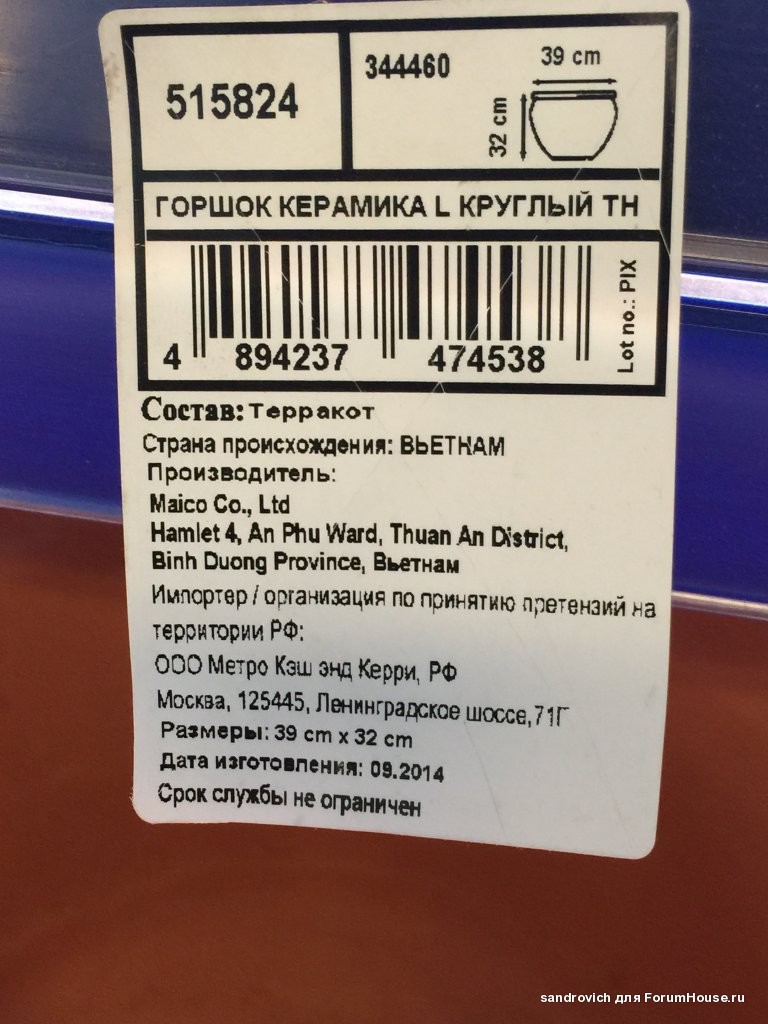 515824
344460
39 cm
32 cm
ГОРШОК КЕРАМИКА L КРУГЛЫЙ TH
Lot no.: PIX
4 894237 474538
Состав: Терракот
Страна происхождения: ВЬЕТНАМ
Производитель:
Maico Co., Ltd
Hamlet 4, An Phu Ward, Thuan An District,
Binh Duong Province, Вьетнам
Импортер / организация по принятию претензий на
территории РФ:
ООО Метро Кэш энд Керри, РФ
Москва, 125445, Ленинградское шоссе,71Г
Размеры: 39 cm x 32 cm
Дата изготовления: 09.2014
Срок службы не ограничен
sandrovich для ForumHouse.ru